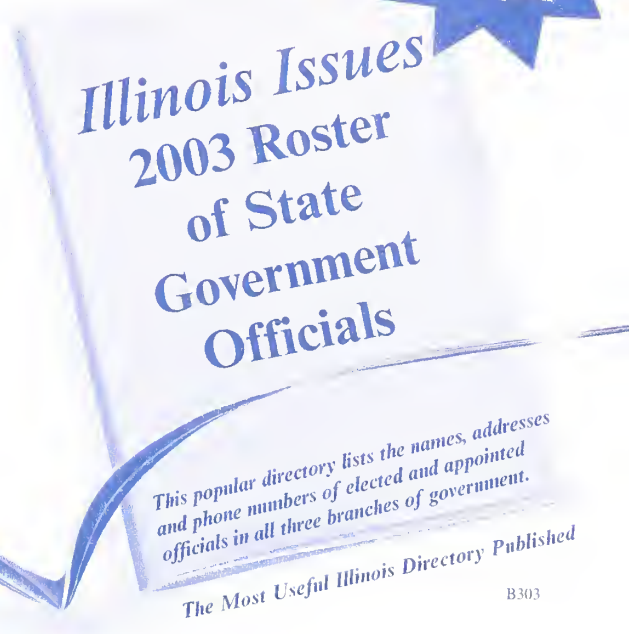 Illinois Issues
2003 Roster
of State
Government
Officials
This popular directory lists the names, addresses
and phone numbers of elected and appointed
officials in all three branches of government.
The Most Useful Illinois Directory Published
B303